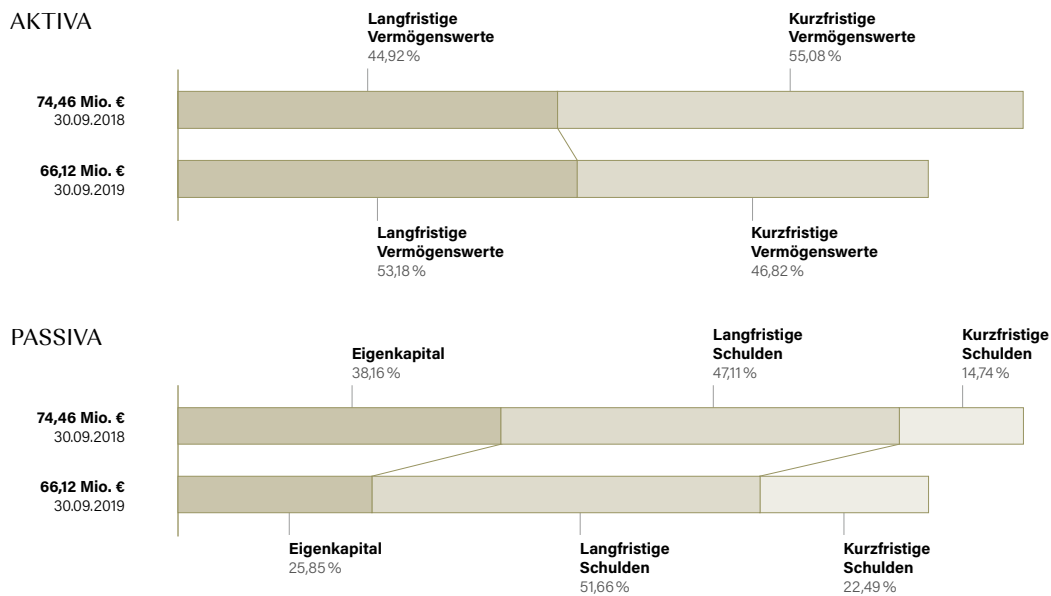 AKTIVA
Langfristige
Vermögenswerte
44,92 %
Kurzfristige
Vermögenswerte
55,08 %
74,46 Mio. €
30.09.2018
66,12 Mio. €
30.09.2019
Langfristige
Vermögenswerte
53,18 %
Kurzfristige
Vermögenswerte
46,82 %
PASSIVA
Eigenkapital
38,16 %
Langfristige
Schulden
47,11 %
Kurzfristige
Schulden
14,74 %
74,46 Mio. €
30.09.2018
66,12 Mio. €
30.09.2019
Eigenkapital
25,85 %
Langfristige
Schulden
51,66 %
Kurzfristige
Schulden
22,49 %